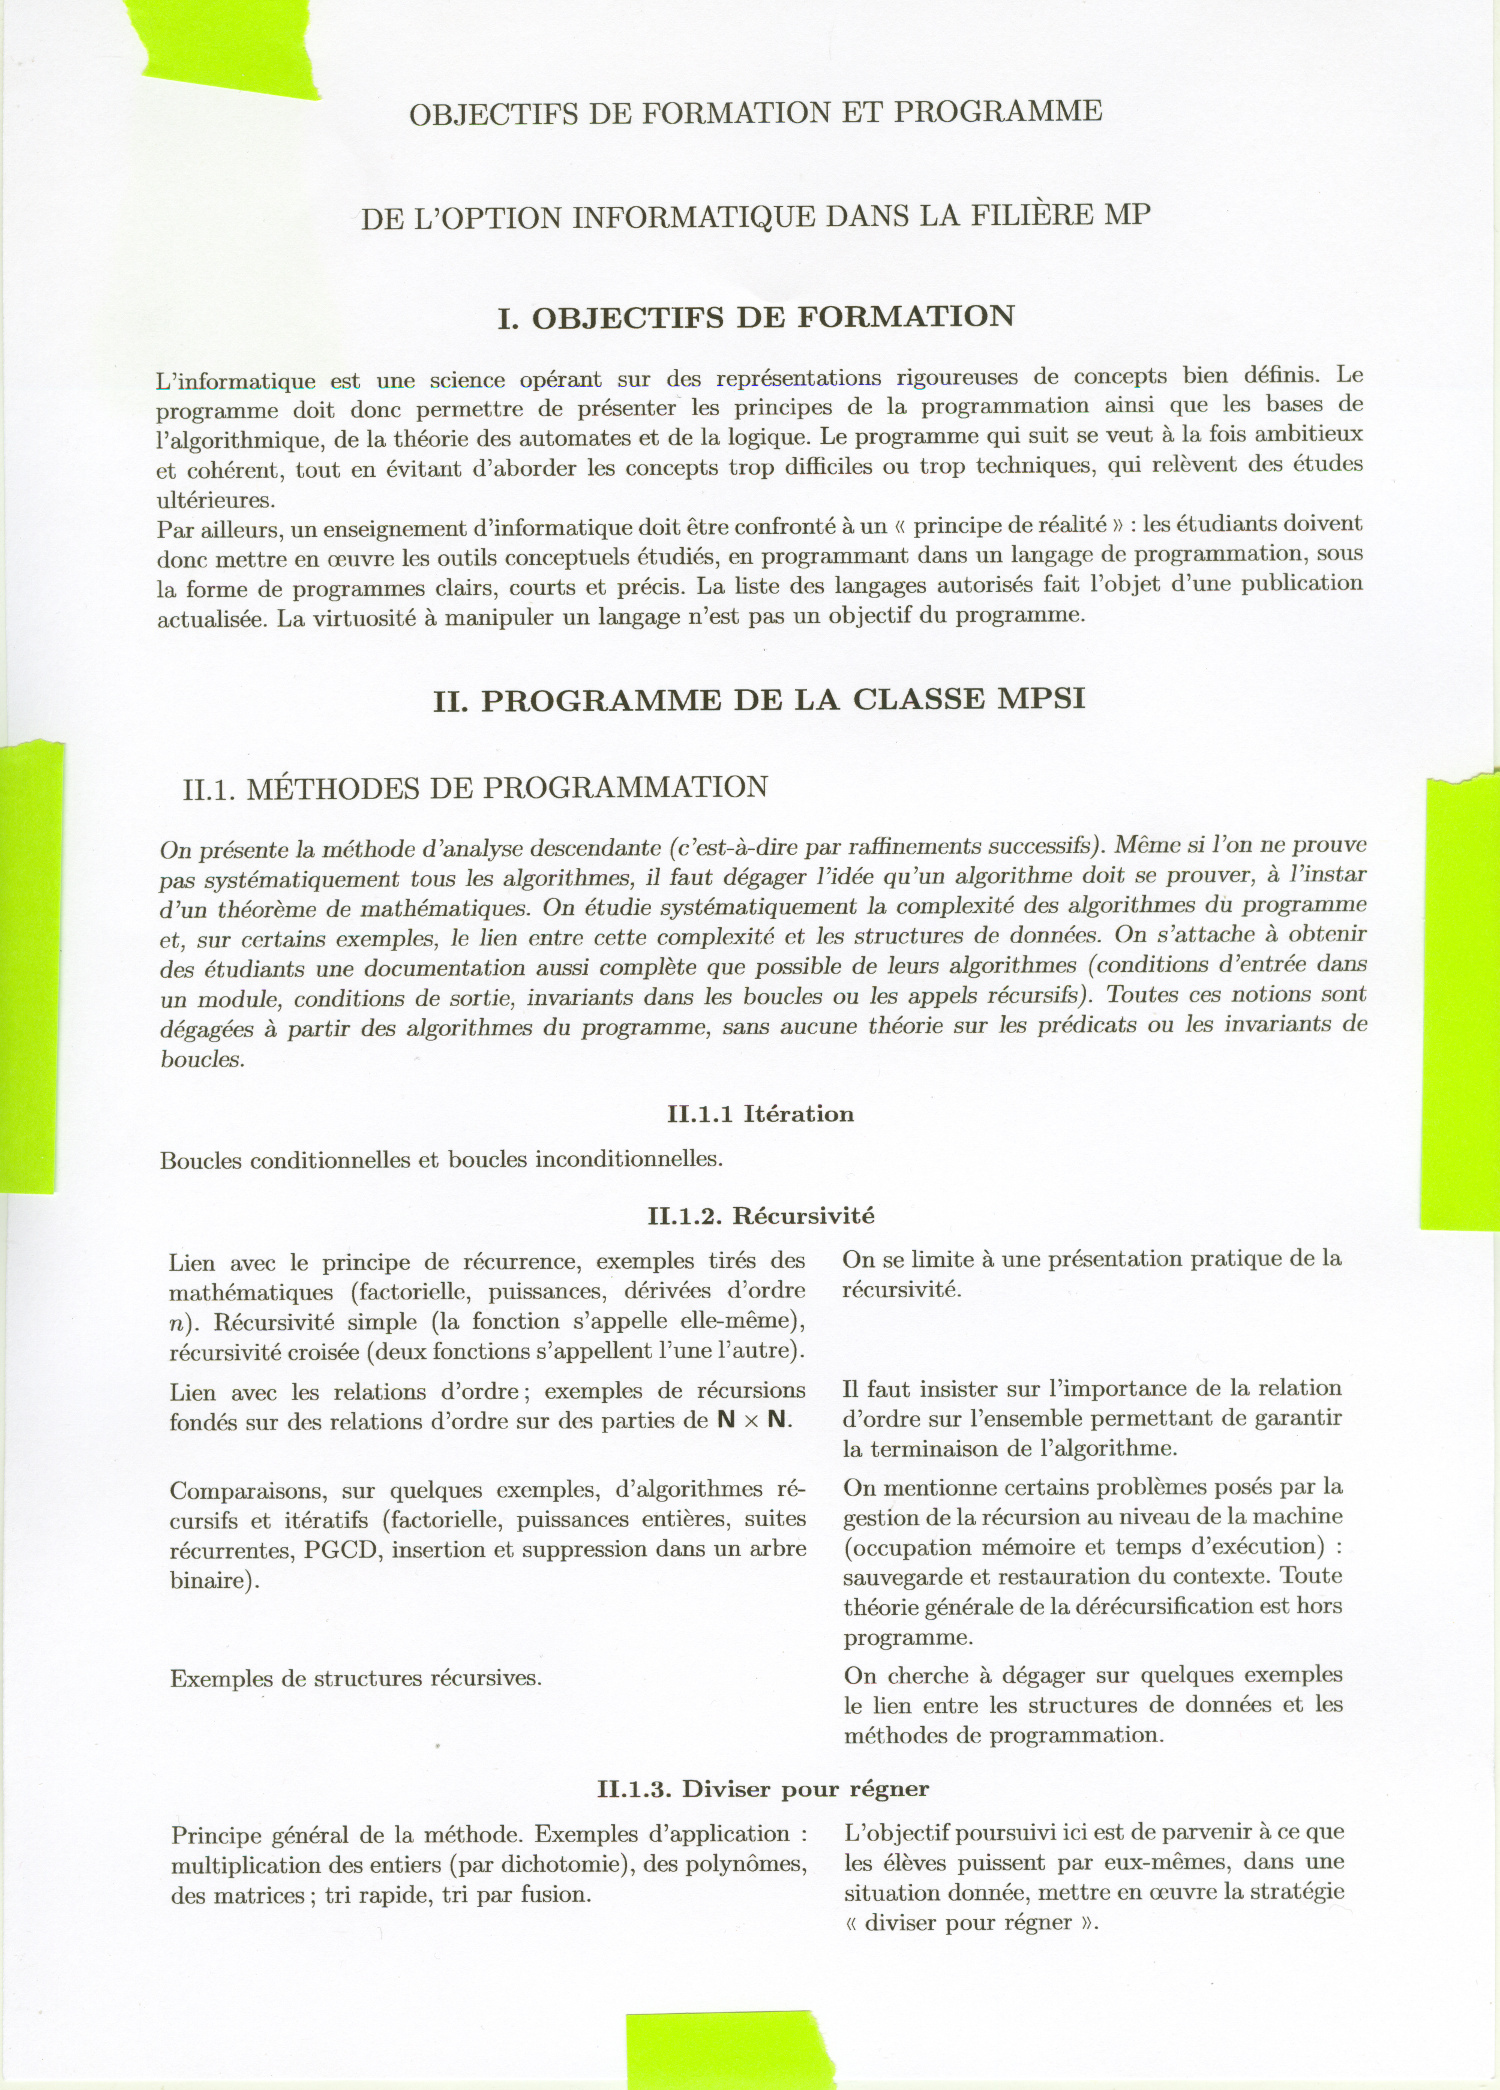 OBJECTIFS DE FORMATION ET PROGRAMME
DE L'OPTION INFORMATIQUE DANS LA FILIÈRE MP
I. OBJECTIFS DE FORMATION
L'informatique est une science opérant sur des représentations rigoureuses de concepts bien définis. Le
programme doit donc permettre de présenter les principes de la programmation ainsi que les bases de
l'algorithmique, de la théorie des automates et de la logique. Le programme qui suit se veut à la fois ambitieux
et cohérent, tout en évitant d'aborder les concepts trop difficiles ou trop techniques, qui relèvent des études
ultérieures.
Par ailleurs, un enseignement d'informatique doit être confronté à un « principe de réalité » : les étudiants doivent
donc mettre en œuvre les outils conceptuels étudiés, en programmant dans un langage de programmation, sous
la forme de programmes clairs, courts et précis. La liste des langages autorisés fait l'objet d'une publication
actualisée. La virtuosité à manipuler un langage n'est pas un objectif du programme.
II. PROGRAMME DE LA CLASSE MPSI
II.1. MÉTHODES DE PROGRAMMATION
On présente la méthode d'analyse descendante (c'est-à-dire par raffinements successifs). Même si l'on ne prouve
pas systématiquement tous les algorithmes, il faut dégager l'idée qu'un algorithme doit se prouver, à l'instar
d'un théorème de mathématiques. On étudie systématiquement la complexité des algorithmes du programme
et, sur certains exemples, le lien entre cette complexité et les structures de données. On s'attache à obtenir
des étudiants une documentation aussi complète que possible de leurs algorithmes (conditions d'entrée dans
un module, conditions de sortie, invariants dans les boucles ou les appels récursifs). Toutes ces notions sont
dégagées à partir des algorithmes du programme, sans aucune théorie sur les prédicats ou les invariants de
boucles.
II.1.1 Itération
Boucles conditionnelles et boucles inconditionnelles.
II.1.2. Récursivité
Lien avec le principe de récurrence, exemples tirés des
mathématiques (factorielle, puissances, dérivées d'ordre
n). Récursivité simple (la fonction s'appelle elle-même),
récursivité croisée (deux fonctions s'appellent l'une l'autre).
On se limite à une présentation pratique de la
récursivité.
Lien avec les relations d'ordre ; exemples de récursions
fondés sur des relations d'ordre sur des parties de N × N.
Il faut insister sur l'importance de la relation
d'ordre sur l'ensemble permettant de garantir
la terminaison de l'algorithme.
Comparaisons, sur quelques exemples, d'algorithmes ré-
cursifs et itératifs (factorielle, puissances entières, suites
récurrentes, PGCD, insertion et suppression dans un arbre
binaire).
On mentionne certains problèmes posés par la
gestion de la récursion au niveau de la machine
(occupation mémoire et temps d'exécution) :
sauvegarde et restauration du contexte. Toute
théorie générale de la dérécursification est hors
programme.
Exemples de structures récursives.
On cherche à dégager sur quelques exemples
le lien entre les structures de données et les
méthodes de programmation.
II.1.3. Diviser pour régner
Principe général de la méthode. Exemples d'application :
multiplication des entiers (par dichotomie), des polynômes,
des matrices ; tri rapide, tri par fusion.
L'objectif poursuivi ici est de parvenir à ce que
les élèves puissent par eux-mêmes, dans une
situation donnée, mettre en œuvre la stratégie
« diviser pour régner ».